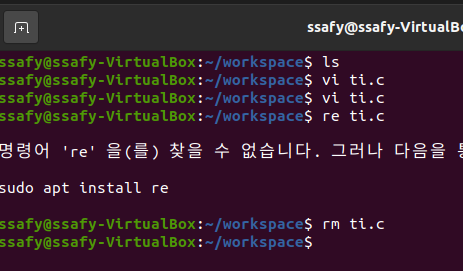 ssafy@ssafy-VirtualBo
ssafy@ssafy-VirtualBox:~/workspace$ ls
ssafy@ssafy-VirtualBox:~/workspace$ vi ti.c
ssafy@ssafy-VirtualBox:~/workspace$ vi ti.c
ssafy@ssafy-VirtualBox:~/workspace$ re ti.c
명령어 're' 을(를) 찾을 수 없습니다. 그러나 다음을 통
sudo apt install re
ssafy@ssafy-VirtualBox:~/workspace$ rm ti.c
ssafy@ssafy-VirtualBox:~/workspace$